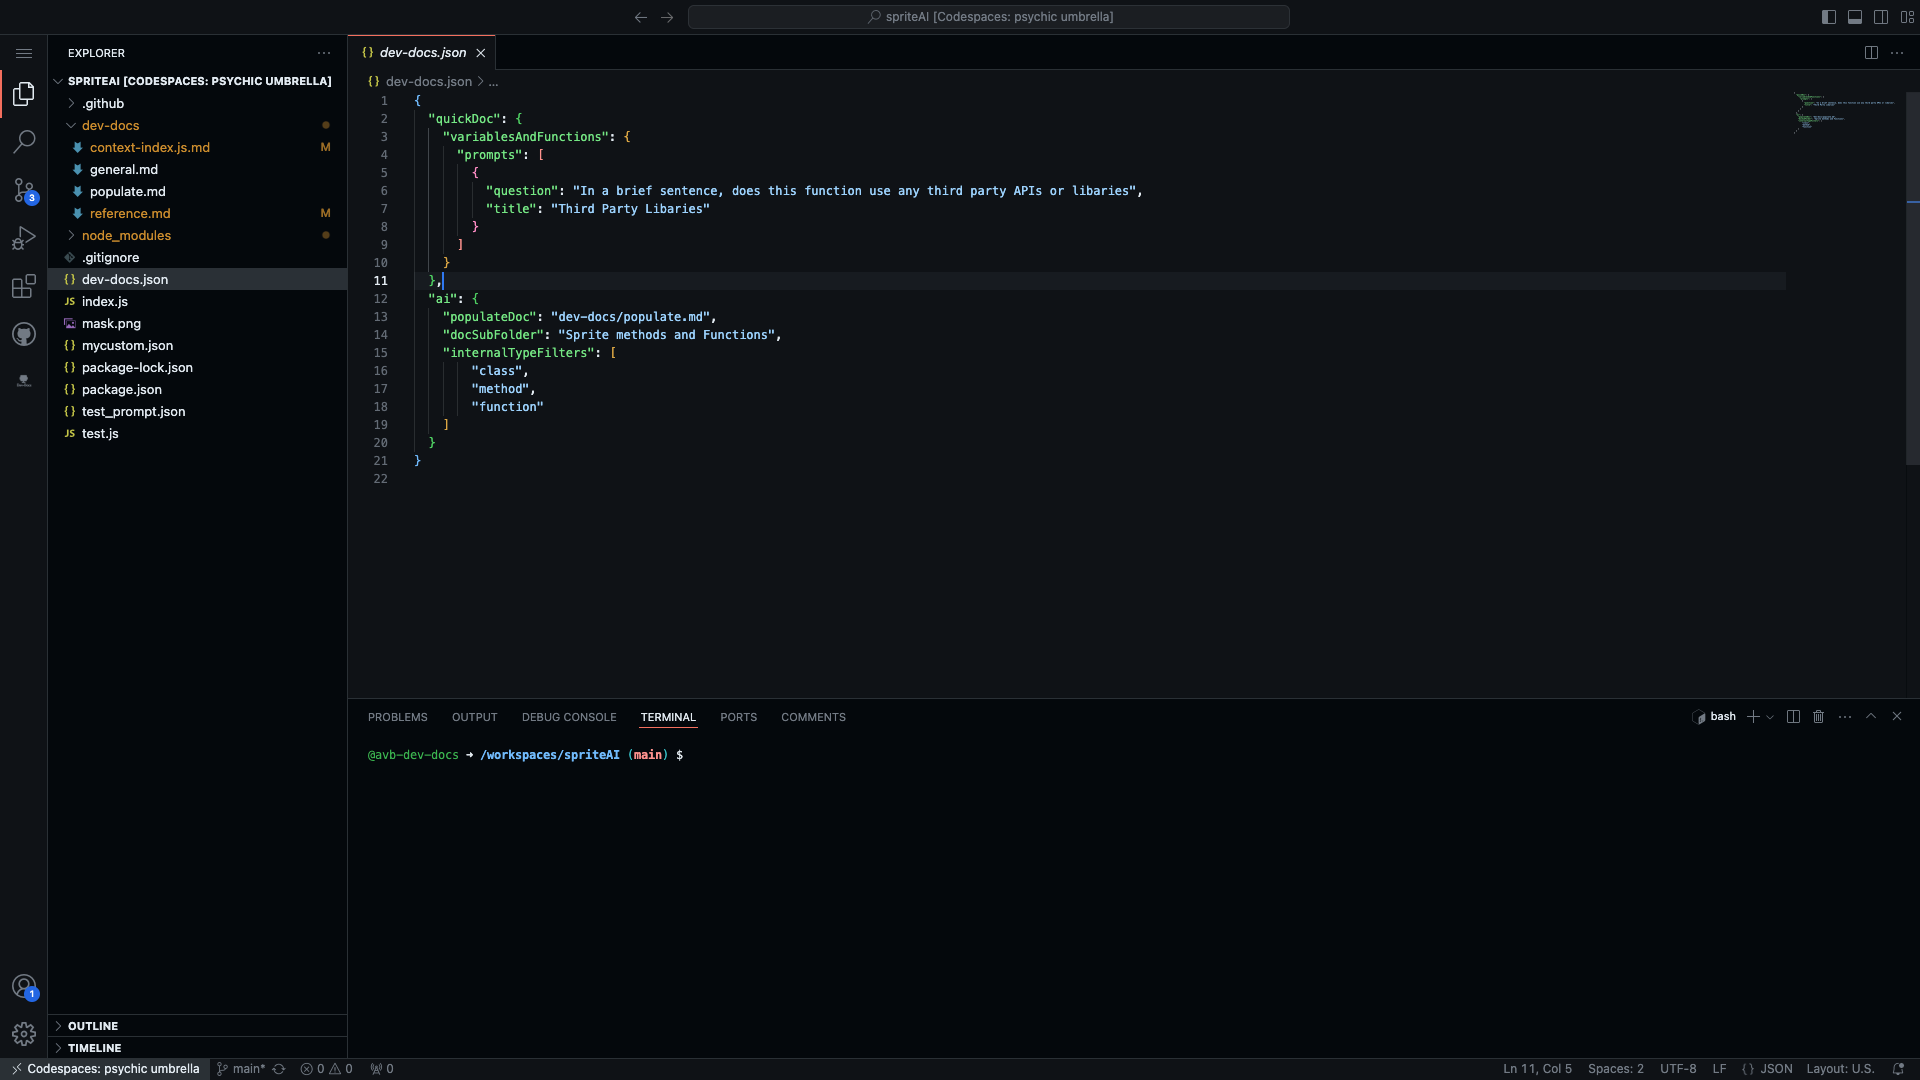 spriteAI [Codespaces: psychic umbrella]
EXPLORER
SPRITEAI [CODESPACES: PSYCHIC UMBRELLA]
.github
dev-docs
context-index.js.md M
general.md
populate.md
reference.md M
node_modules
.gitignore
{} dev-docs.json
JS index.js
mask.png
{} mycustom.json
{} package-lock.json
{} package.json
{} test_prompt.json
JS test.js
OUTLINE
TIMELINE
3
1
{} dev-docs.json
{} dev-docs.json > ...
1 {
2 "quickDoc": {
3 "variablesAndFunctions": {
4 "prompts": [
5 {
6 "question": "In a brief sentence, does this function use any third party APIs or libaries",
7 "title": "Third Party Libaries"
8 }
9 ]
10 }
11 },
12 "ai": {
13 "populateDoc": "dev-docs/populate.md",
14 "docSubFolder": "Sprite methods and Functions",
15 "internalTypeFilters": [
16 "class",
17 "method",
18 "function"
19 ]
20 }
21 }
22
PROBLEMS OUTPUT DEBUG CONSOLE TERMINAL PORTS COMMENTS
bash
@avb-dev-docs ➜ /workspaces/spriteAI (main) $
Codespaces: psychic umbrella main* 0 0 0
Ln 11, Col 5 Spaces: 2 UTF-8 LF {} JSON Layout: U.S.